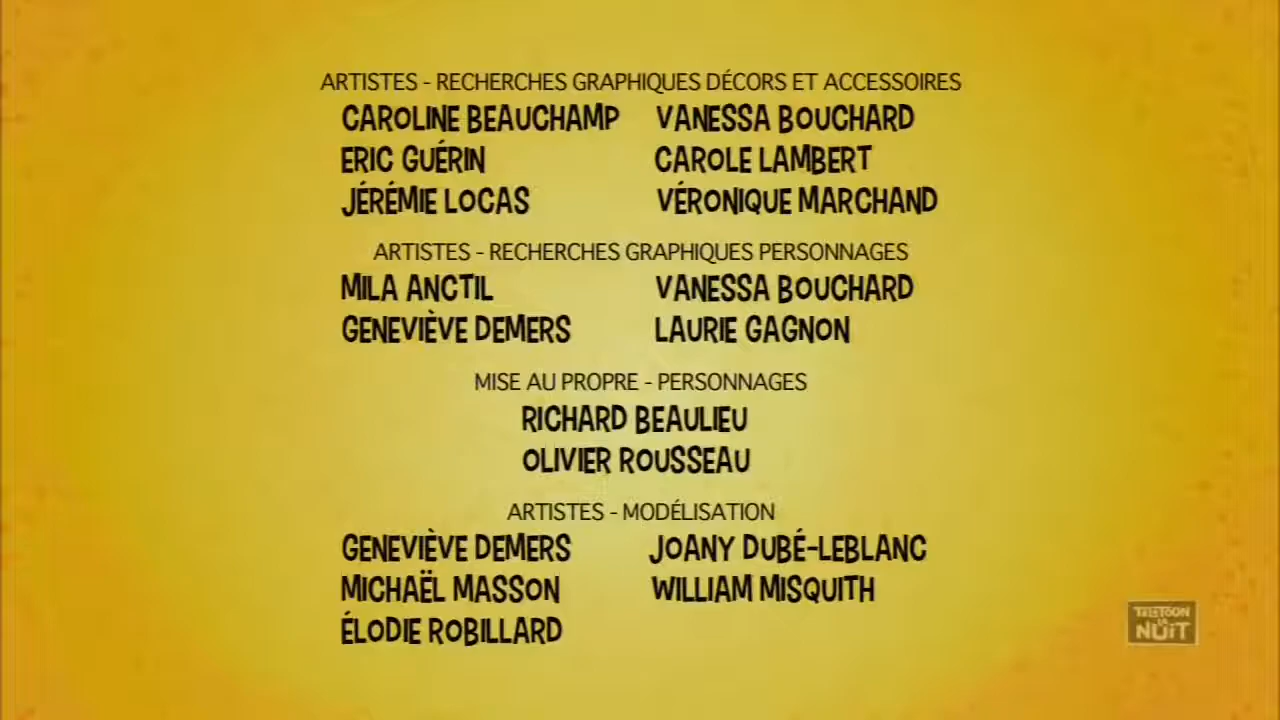 ARTISTES - RECHERCHES GRAPHIQUES DÉCORS ET ACCESSOIRES
CAROLINE BEAUCHAMP VANESSA BOUCHARD
ERIC GUÉRIN CAROLE LAMBERT
JÉRÉMIE LOCAS VÉRONIQUE MARCHAND
ARTISTES - RECHERCHES GRAPHIQUES PERSONNAGES
MILA ANCTIL VANESSA BOUCHARD
GENEVIÈVE DEMERS LAURIE GAGNON
MISE AU PROPRE - PERSONNAGES
RICHARD BEAULIEU
OLIVIER ROUSSEAU
ARTISTES - MODÉLISATION
GENEVIÈVE DEMERS JOANY DUBÉ-LEBLANC
MICHAËL MASSON WILLIAM MISQUITH
ÉLODIE ROBILLARD
TELETOON
LA
NUiT